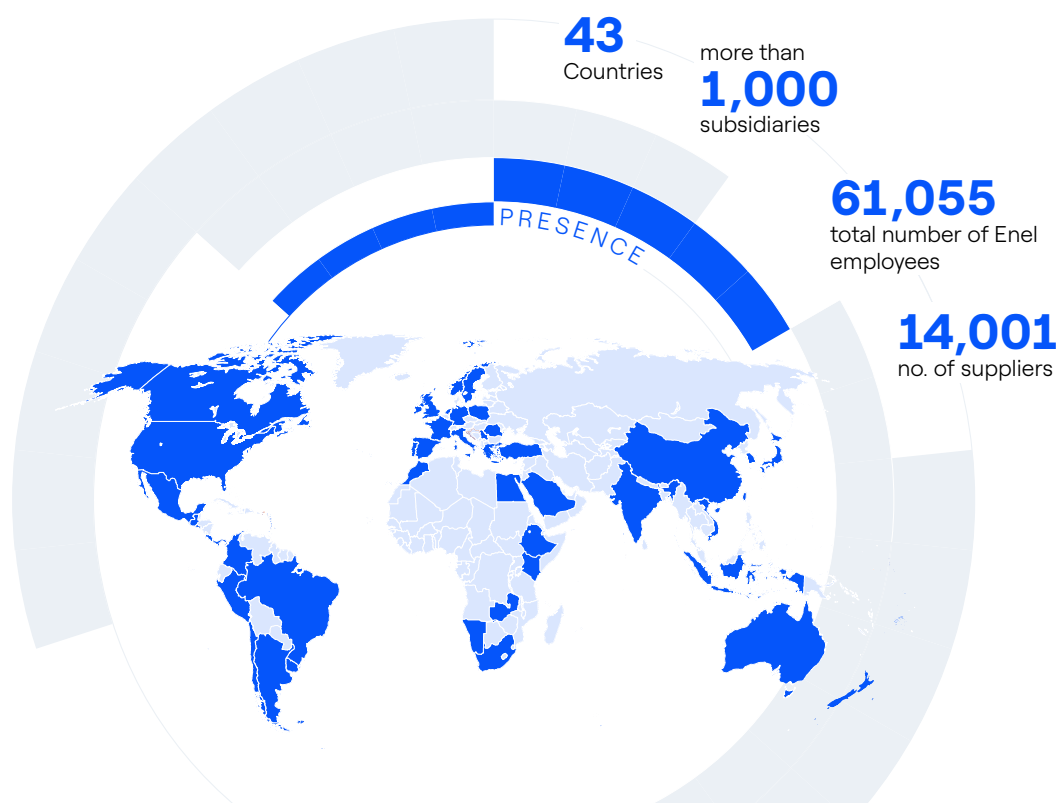 43
Countries
more than
1,000
subsidiaries
61,055
total number of Enel
employees
14,001
no. of suppliers
PRESENCE